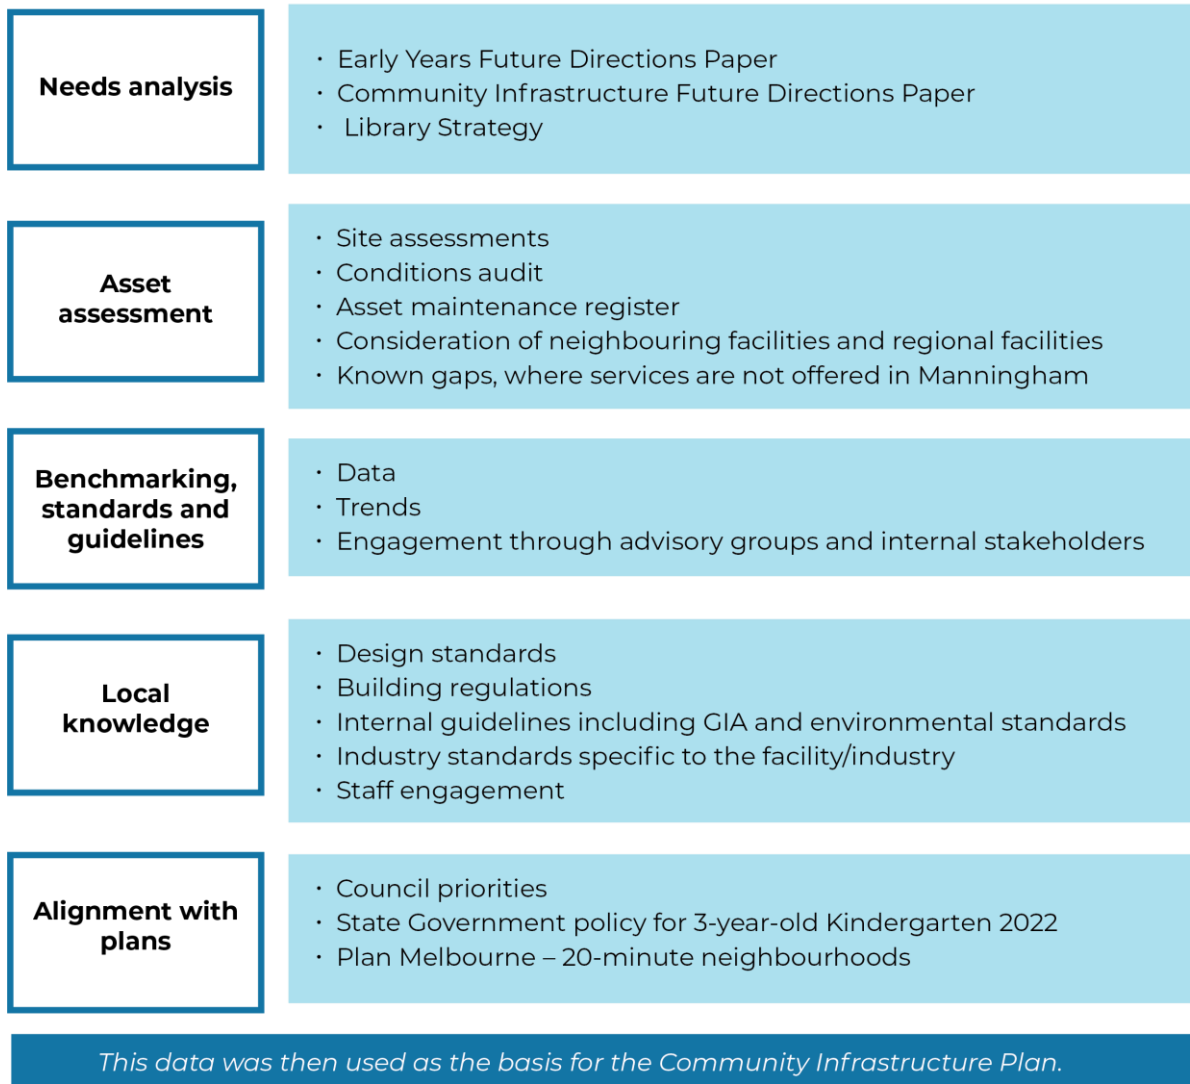 Needs analysis
· Early Years Future Directions Paper
· Community Infrastructure Future Directions Paper
· Library Strategy
Asset
assessment
· Site assessments
· Conditions audit
· Asset maintenance register
· Consideration of neighbouring facilities and regional facilities
· Known gaps, where services are not offered in Manningham
Benchmarking,
standards and
guidelines
· Data
· Trends
· Engagement through advisory groups and internal stakeholders
Local
knowledge
· Design standards
· Building regulations
· Internal guidelines including GIA and environmental standards
· Industry standards specific to the facility/industry
· Staff engagement
Alignment with
plans
· Council priorities
· State Government policy for 3-year-old Kindergarten 2022
· Plan Melbourne – 20-minute neighbourhoods
This data was then used as the basis for the Community Infrastructure Plan.